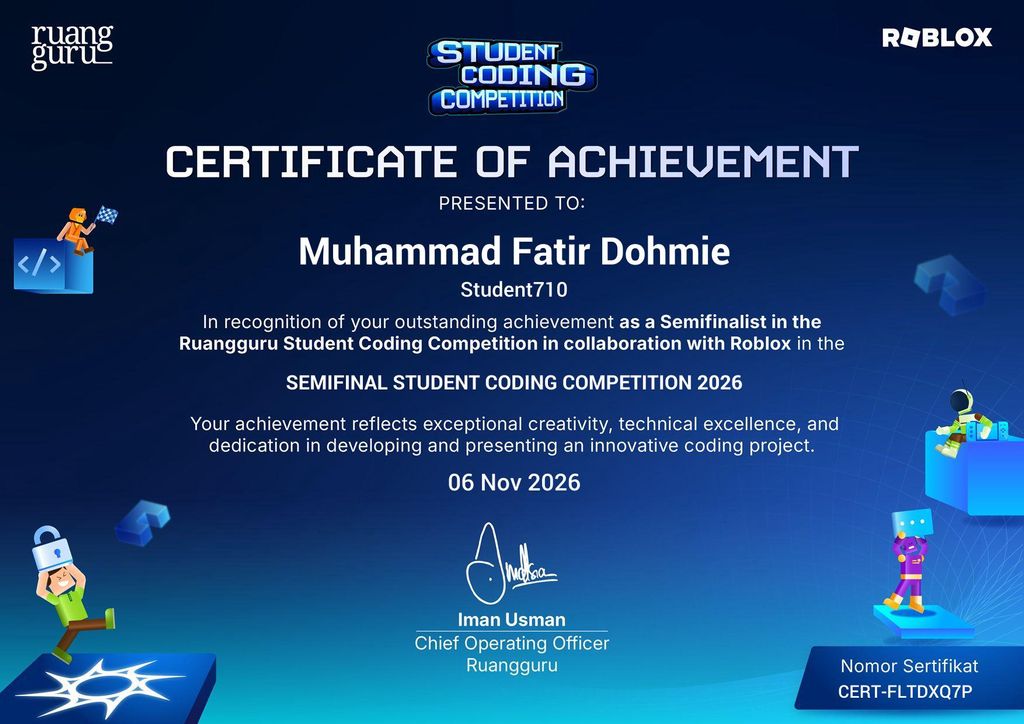 ruang
guru
STUDENT
CODING
COMPETITION
ROBLOX
CERTIFICATE OF ACHIEVEMENT
PRESENTED TO:
Muhammad Fatir Dohmie
Student710
In recognition of your outstanding achievement as a Semifinalist in the
Ruangguru Student Coding Competition in collaboration with Roblox in the
SEMIFINAL STUDENT CODING COMPETITION 2026
Your achievement reflects exceptional creativity, technical excellence, and
dedication in developing and presenting an innovative coding project.
06 Nov 2026
Iman Usman
Chief Operating Officer
Ruangguru
Nomor Sertifikat
CERT-FLTDXQ7P